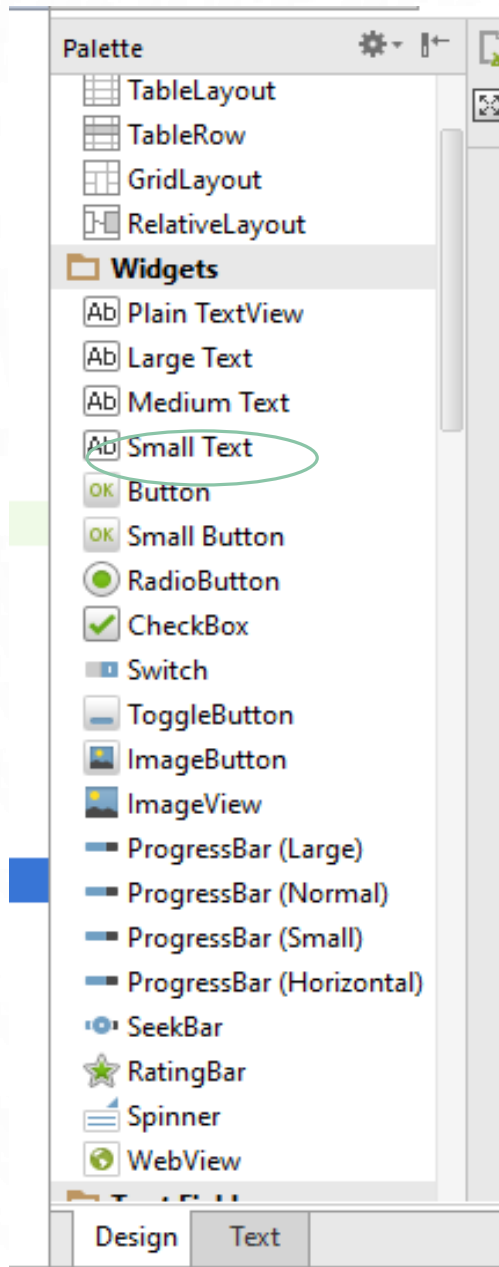 Palette
TableLayout
TableRow
GridLayout
RelativeLayout
Widgets
Ab Plain TextView
Ab Large Text
Ab Medium Text
Ab Small Text
OK Button
OK Small Button
RadioButton
CheckBox
Switch
ToggleButton
ImageButton
ImageView
ProgressBar (Large)
ProgressBar (Normal)
ProgressBar (Small)
ProgressBar (Horizontal)
SeekBar
RatingBar
Spinner
WebView
Design Text